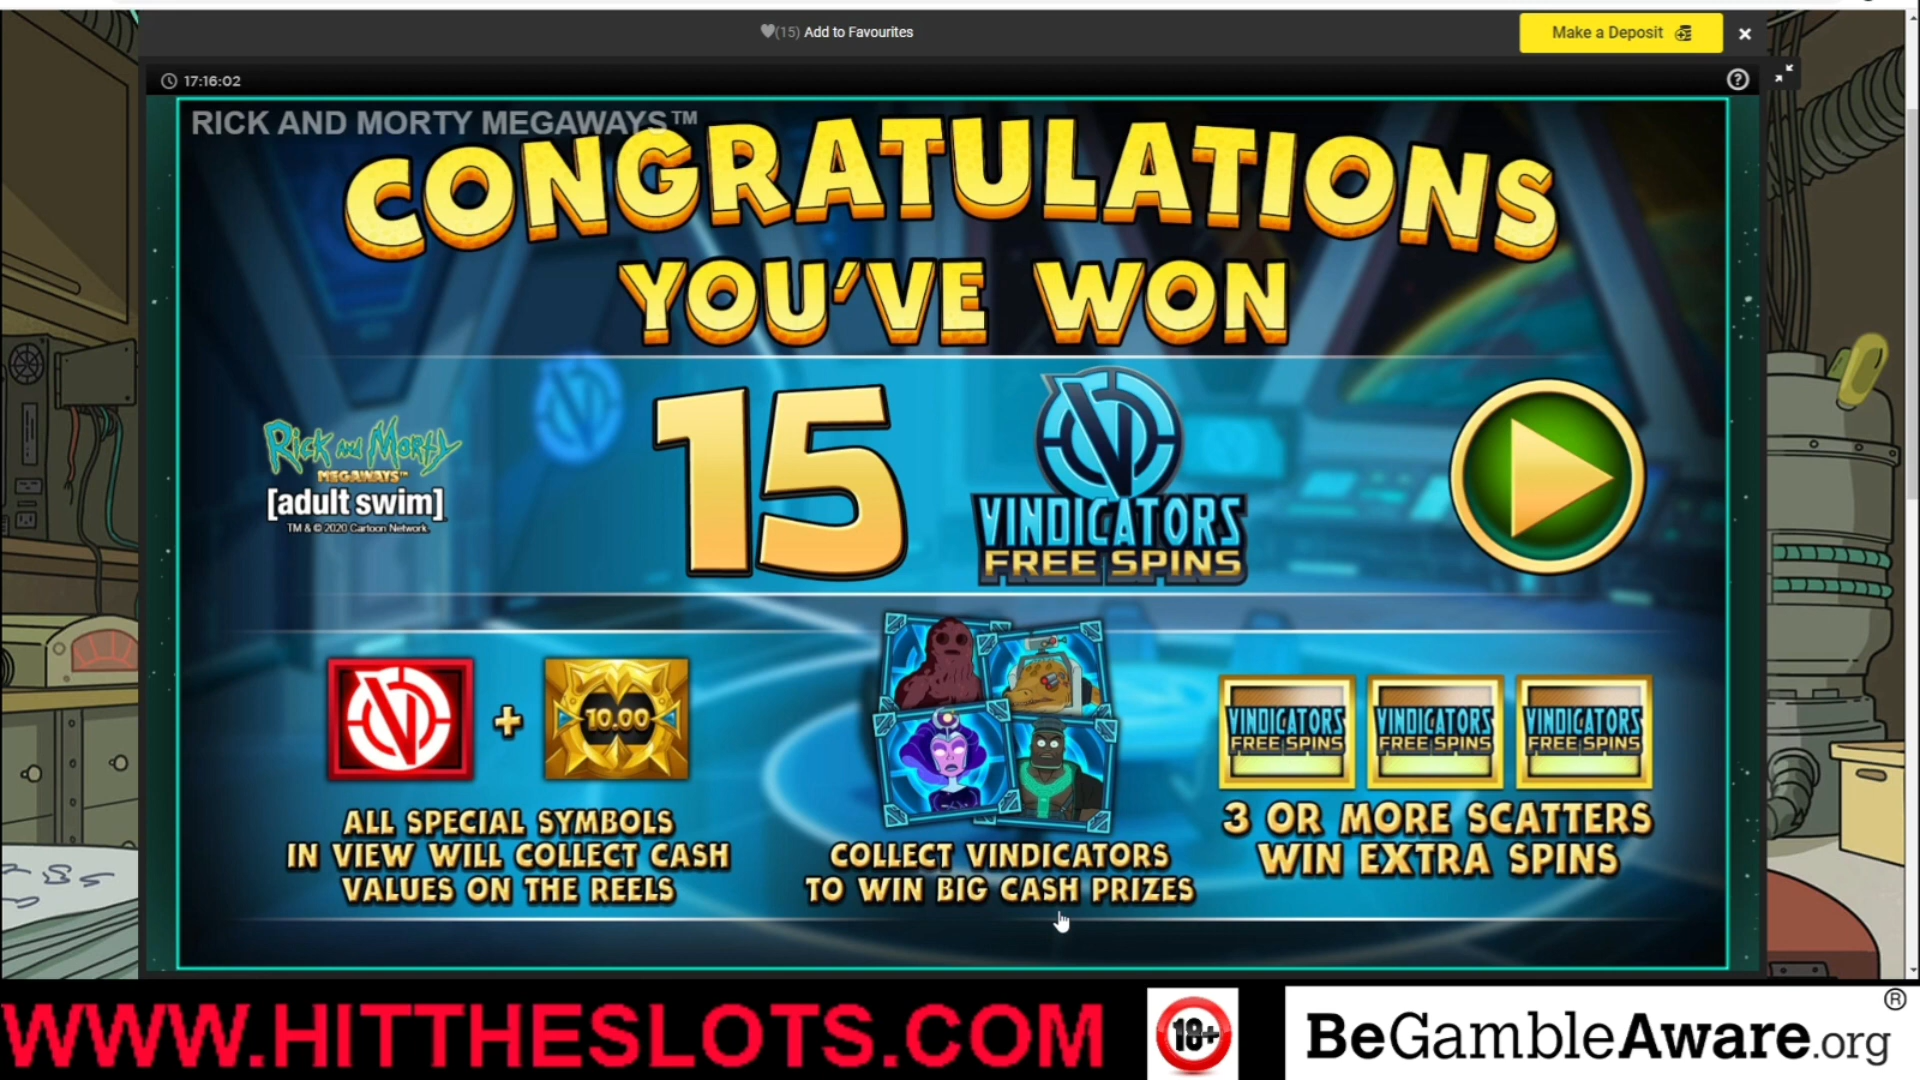 (15) Add to Favourites
Make a Deposit
17:16:02
RICK AND MORTY MEGAWAYS™
CONGRATULATIONS
YOU'VE WON
15
VINDICATORS
FREE SPINS
Rick and Morty
MEGAWAYS™
[adult swim]
TM & © 2020 Cartoon Network.
+
10.00
ALL SPECIAL SYMBOLS
IN VIEW WILL COLLECT CASH
VALUES ON THE REELS
COLLECT VINDICATORS
TO WIN BIG CASH PRIZES
VINDICATORS
FREE SPINS
VINDICATORS
FREE SPINS
VINDICATORS
FREE SPINS
3 OR MORE SCATTERS
WIN EXTRA SPINS
WWW.HITTHESLOTS.COM
18+
BeGambleAware.org®